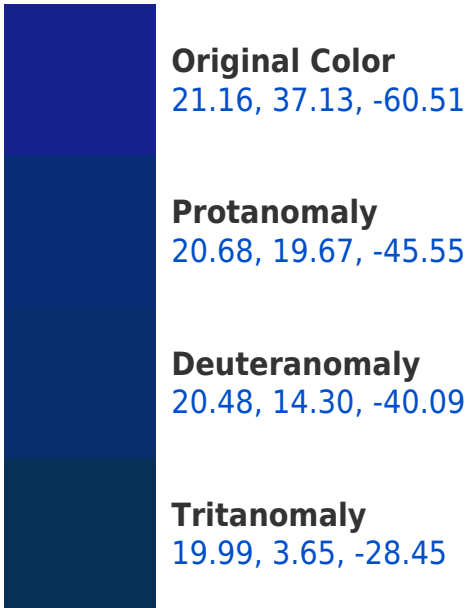 Original Color
21.16, 37.13, -60.51
Protanomaly
20.68, 19.67, -45.55
Deuteranomaly
20.48, 14.30, -40.09
Tritanomaly
19.99, 3.65, -28.45